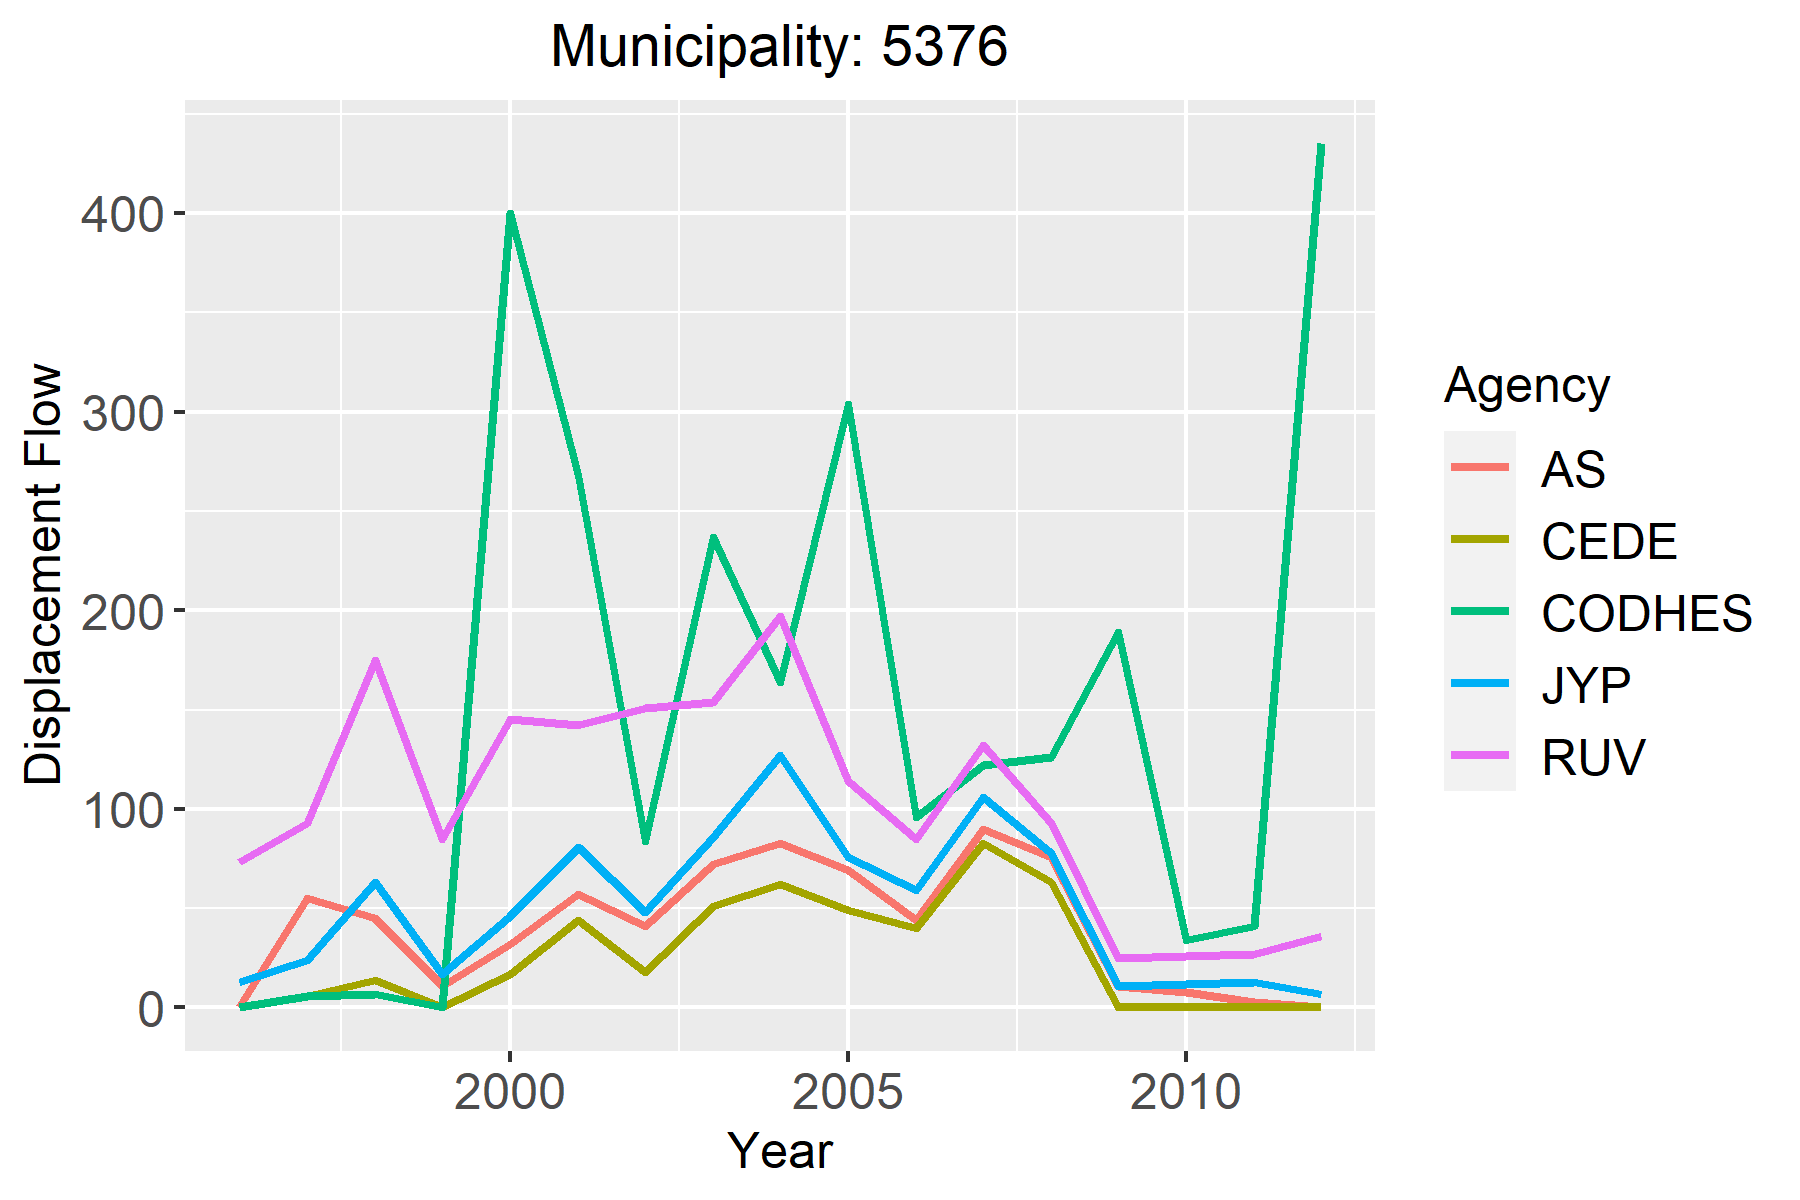 Municipality: 5376
Displacement Flow
400
300
200
100
0
2000 2005 2010
Year
Agency
AS
CEDE
CODHES
JYP
RUV